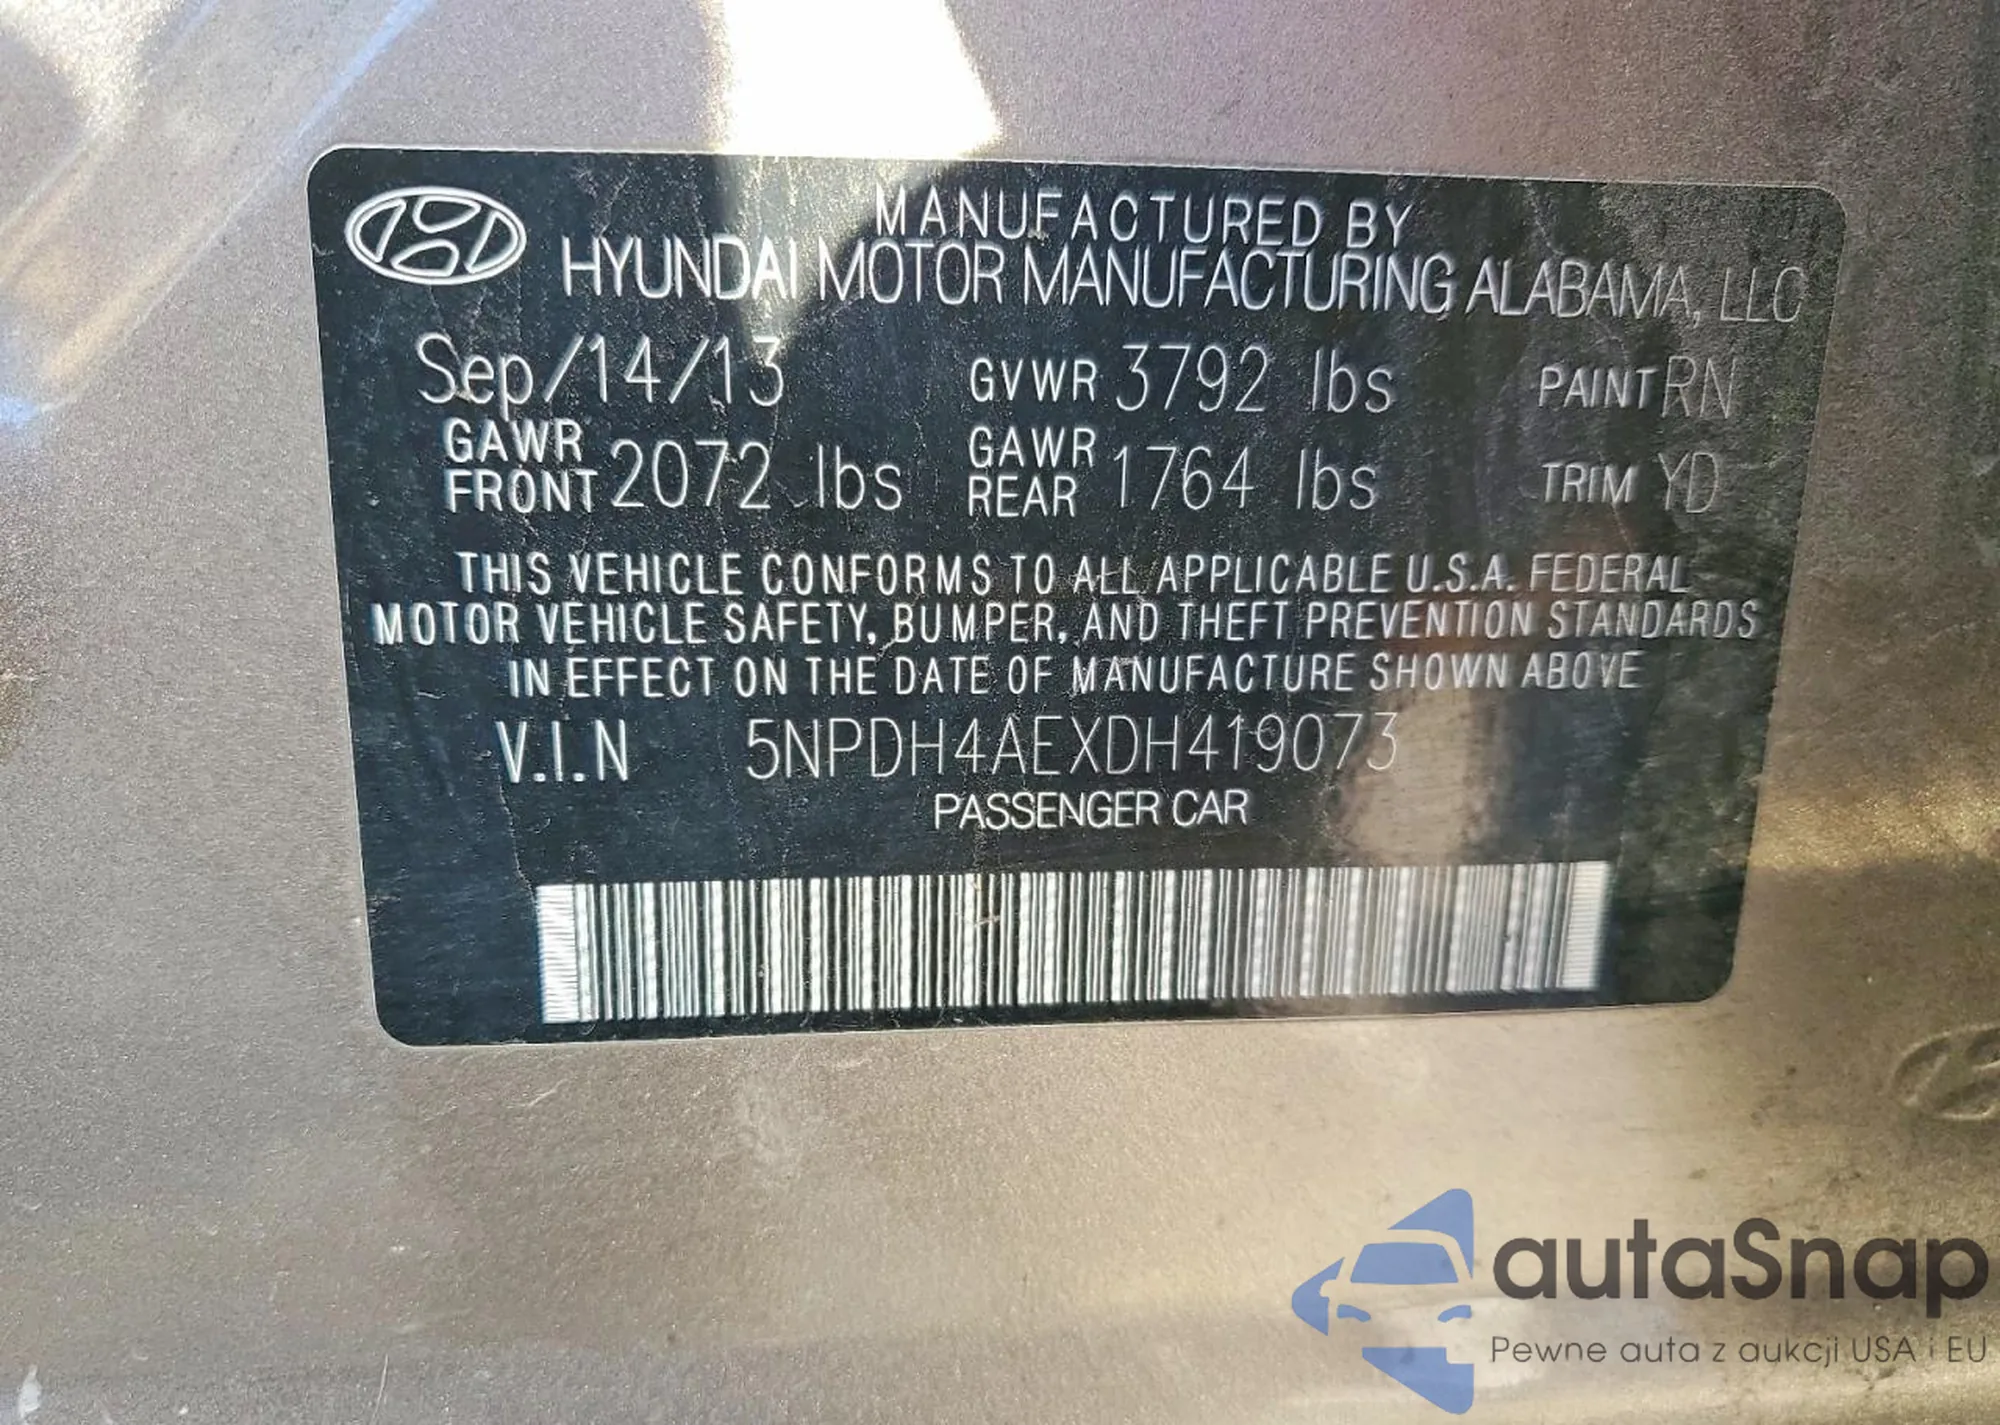 MANUFACTURED BY
HYUNDAI MOTOR MANUFACTURING ALABAMA, LLC
Sep/14/13 GVWR 3792 lbs PAINT RN
GAWR FRONT 2072 lbs GAWR REAR 1764 lbs TRIM YD
THIS VEHICLE CONFORMS TO ALL APPLICABLE U.S.A. FEDERAL
MOTOR VEHICLE SAFETY, BUMPER, AND THEFT PREVENTION STANDARDS
IN EFFECT ON THE DATE OF MANUFACTURE SHOWN ABOVE
V.I.N 5NPDH4AEXDH419073
PASSENGER CAR
autaSnap
Pewne auta z aukcji USA i EU